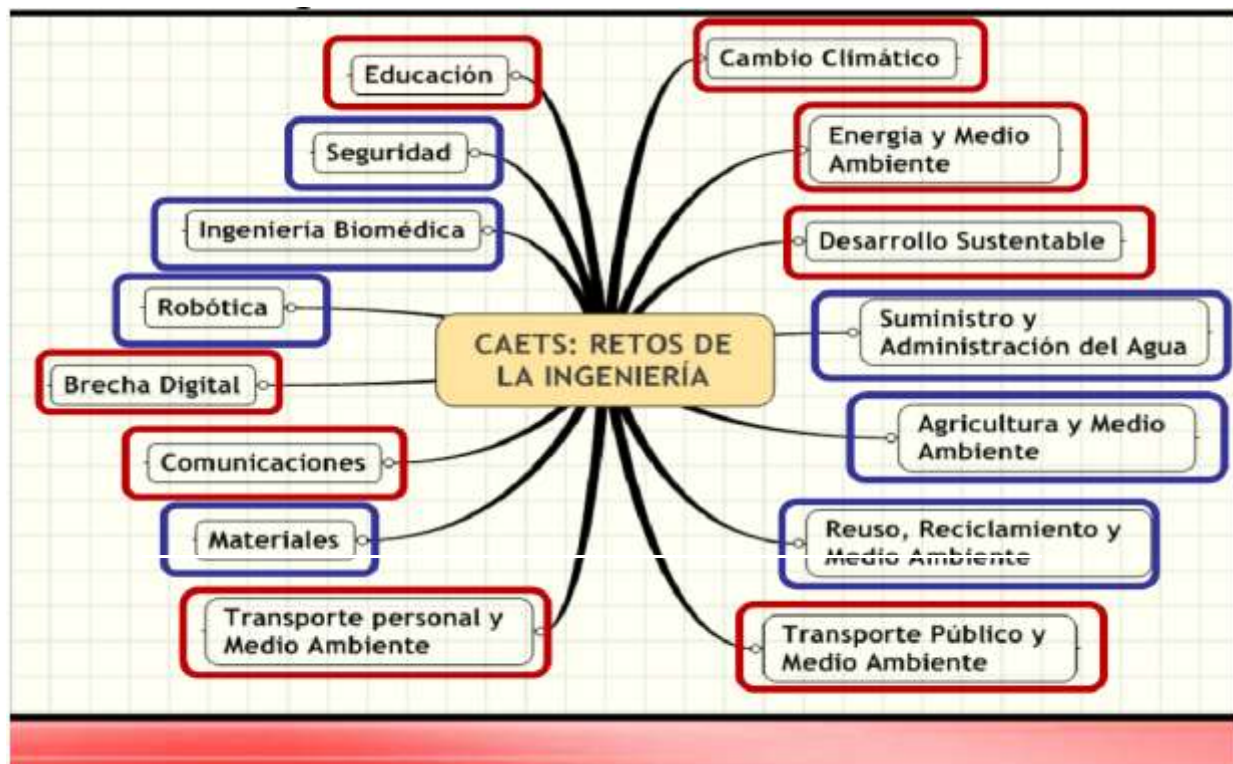 CAETS: RETOS DE
LA INGENIERÍA
Cambio Climático
Energía y Medio
Ambiente
Desarrollo Sustentable
Suministro y
Administración del Agua
Agricultura y Medio
Ambiente
Reuso, Reciclamiento y
Medio Ambiente
Transporte Público y
Medio Ambiente
Educación
Seguridad
Ingeniería Biomédica
Robótica
Brecha Digital
Comunicaciones
Materiales
Transporte personal y
Medio Ambiente